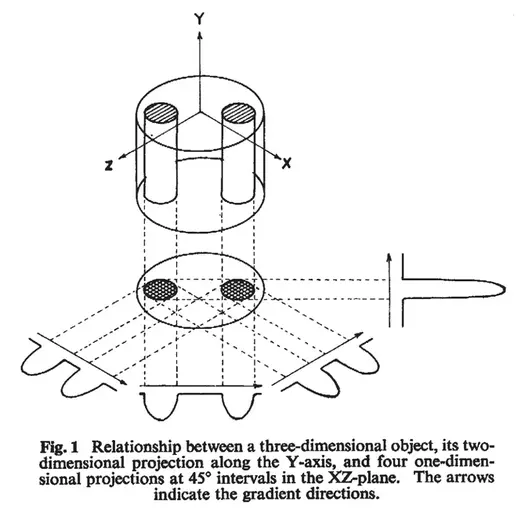 Y
Z
X
Fig. 1 Relationship between a three-dimensional object, its two-
dimensional projection along the Y-axis, and four one-dimen-
sional projections at 45° intervals in the XZ-plane. The arrows
indicate the gradient directions.